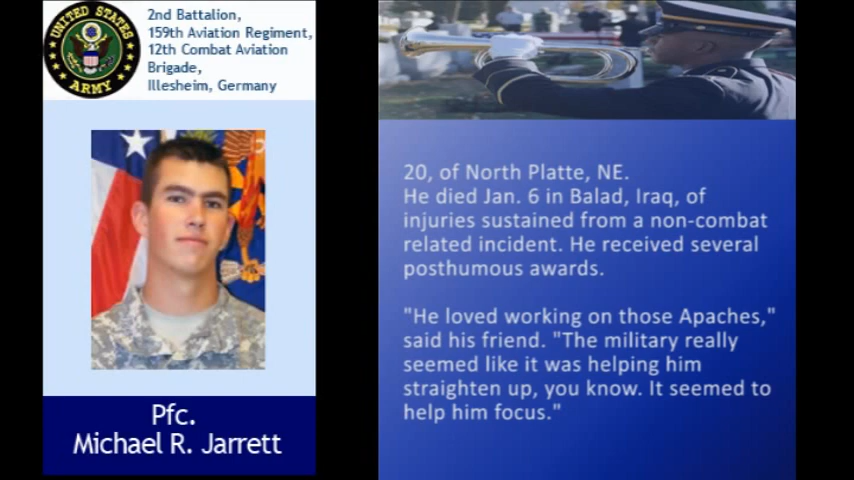 UNITED STATES
ARMY
2nd Battalion,
159th Aviation Regiment,
12th Combat Aviation
Brigade,
Illesheim, Germany
Pfc.
Michael R. Jarrett
20, of North Platte, NE.
He died Jan. 6 in Balad, Iraq, of
injuries sustained from a non-combat
related incident. He received several
posthumous awards.
"He loved working on those Apaches,"
said his friend. "The military really
seemed like it was helping him
straighten up, you know. It seemed to
help him focus."